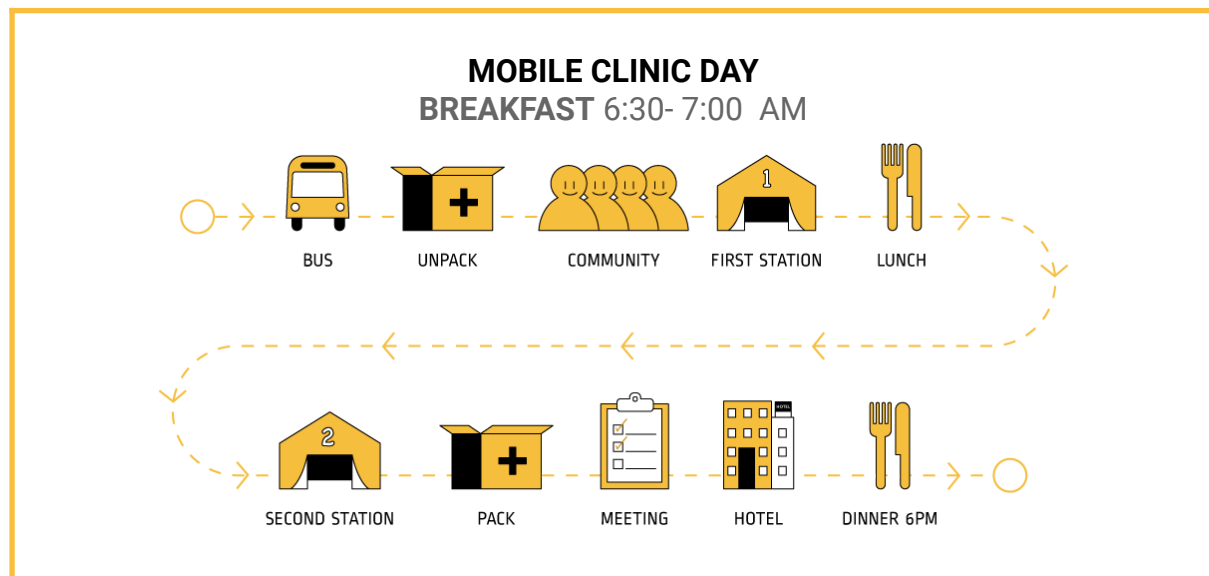 MOBILE CLINIC DAY
BREAKFAST 6:30- 7:00 AM
1
BUS
UNPACK
COMMUNITY
FIRST STATION
LUNCH
2
HOTEL
SECOND STATION
PACK
MEETING
HOTEL
DINNER 6PM